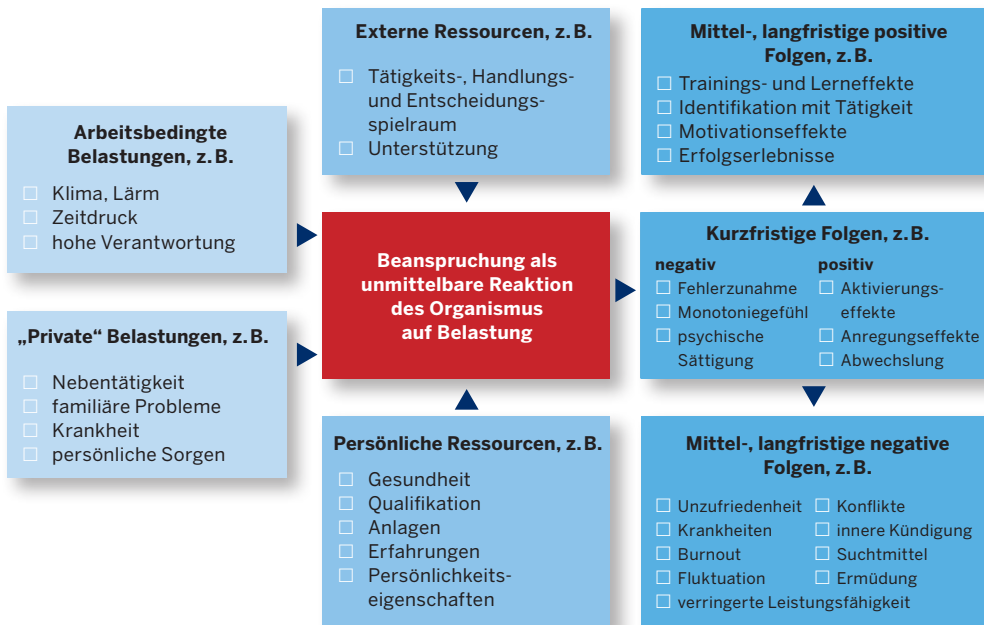 Arbeitsbedingte
Belastungen, z. B.
Klima, Lärm
Zeitdruck
hohe Verantwortung
„Private“ Belastungen, z. B.
Nebentätigkeit
familiäre Probleme
Krankheit
persönliche Sorgen
Externe Ressourcen, z. B.
Tätigkeits-, Handlungs-
und Entscheidungs-
spielraum
Unterstützung
Beanspruchung als
unmittelbare Reaktion
des Organismus
auf Belastung
Persönliche Ressourcen, z. B.
Gesundheit
Qualifikation
Anlagen
Erfahrungen
Persönlichkeits-
eigenschaften
Mittel-, langfristige positive
Folgen, z. B.
Trainings- und Lerneffekte
Identifikation mit Tätigkeit
Motivationseffekte
Erfolgserlebnisse
Kurzfristige Folgen, z. B.
negativ
Fehlerzunahme
Monotoniegefühl
psychische
Sättigung
positiv
Aktivierungs-
effekte
Anregungseffekte
Abwechslung
Mittel-, langfristige negative
Folgen, z. B.
Unzufriedenheit
Krankheiten
Burnout
Fluktuation
Konflikte
innere Kündigung
Suchtmittel
Ermüdung
verringerte Leistungsfähigkeit